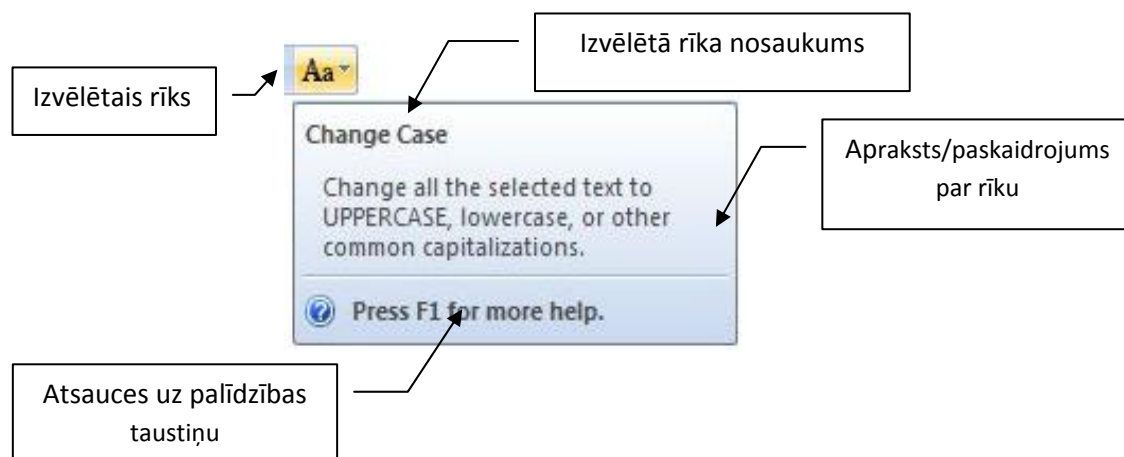 Izvēlētā rīka nosaukums
Aa
Izvēlētais rīks
Change Case
Change all the selected text to
UPPERCASE, lowercase, or other
common capitalizations.
Apraksts/paskaidrojums
par rīku
Press F1 for more help.
Atsauces uz palīdzības
taustiņu